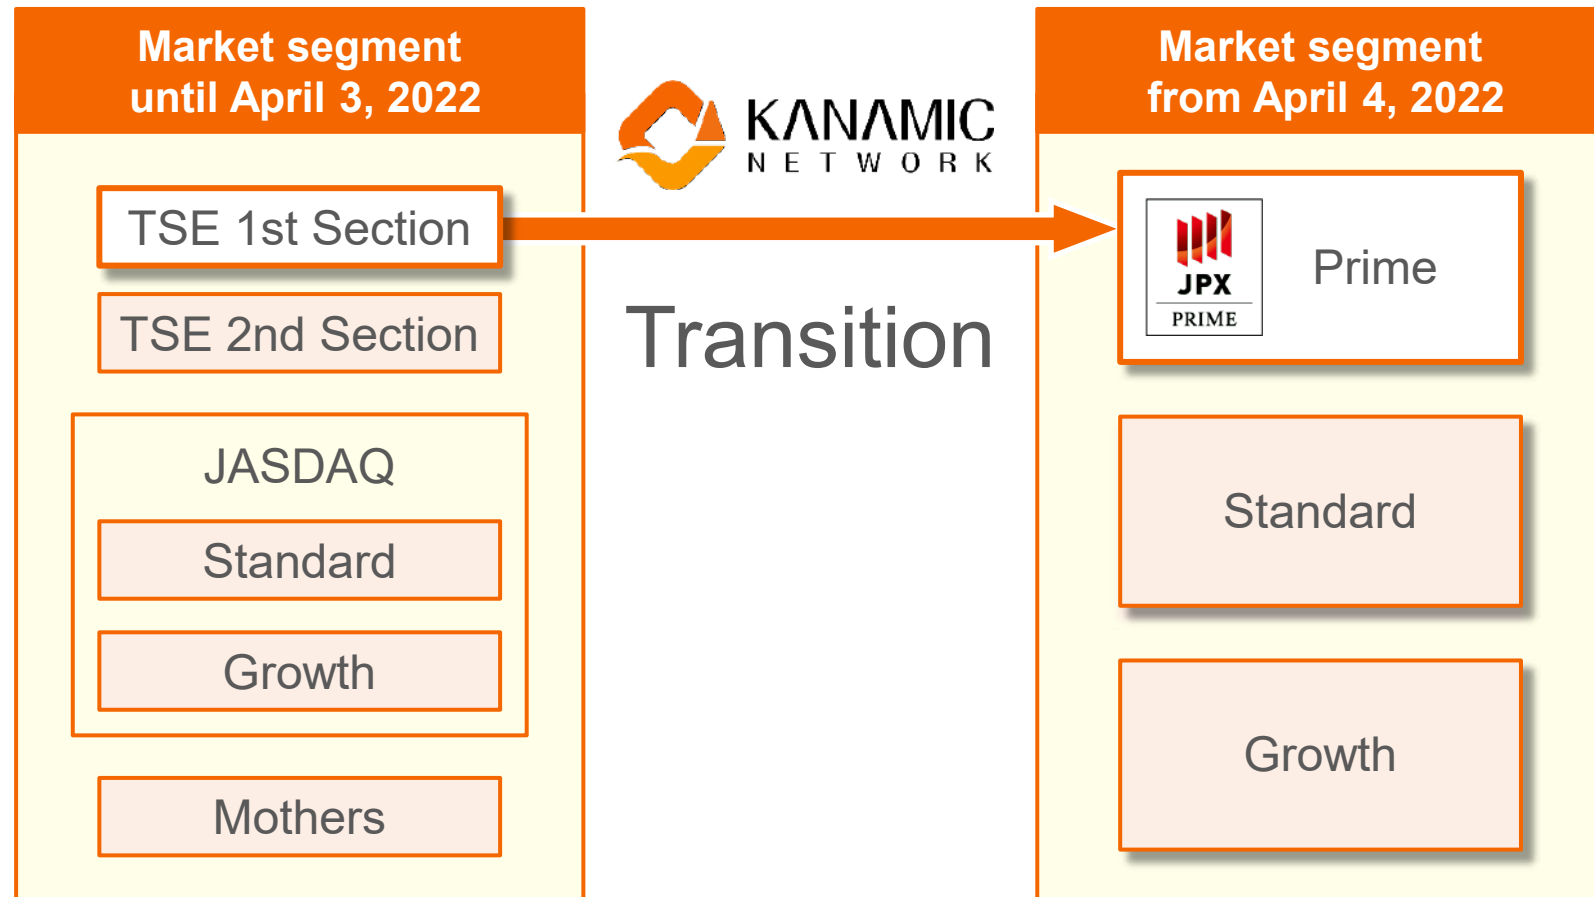 Market segment
until April 3, 2022
TSE 1st Section
TSE 2nd Section
JASDAQ
Standard
Growth
Mothers
KANAMIC
NETWORK
Transition
Market segment
from April 4, 2022
JPX
PRIME
Prime
Standard
Growth